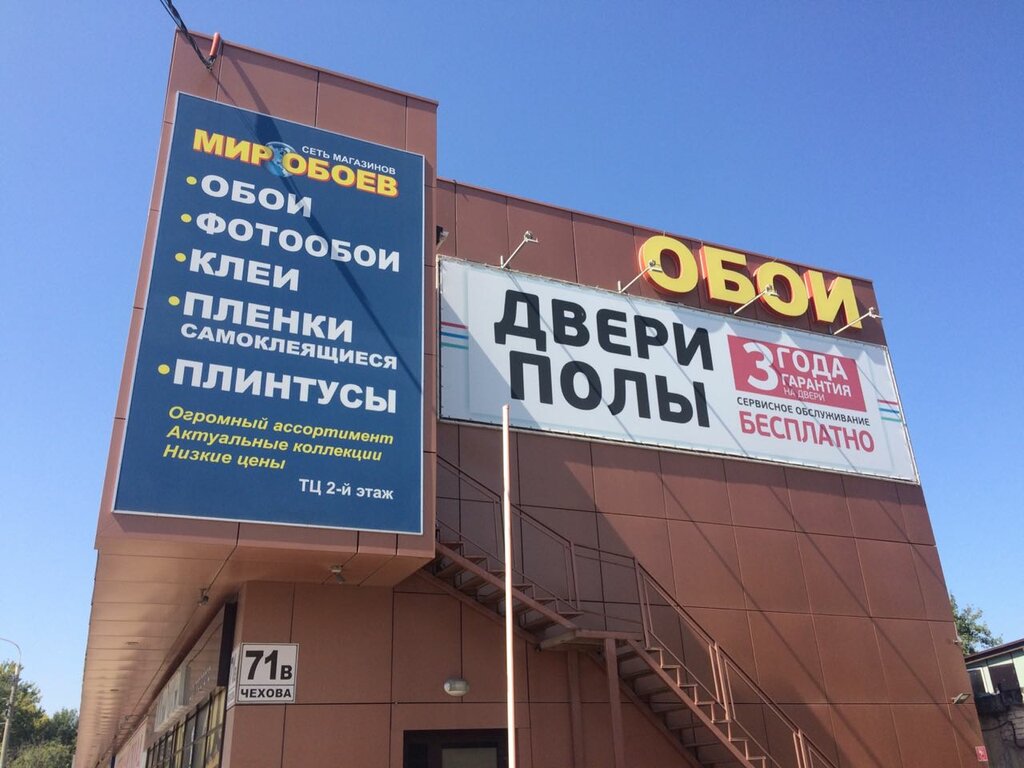 СЕТЬ МАГАЗИНОВ
МИР ОБОЕВ
• ОБОИ
• ФОТООБОИ
• КЛЕИ
• ПЛЕНКИ
САМОКЛЕЯЩИЕСЯ
• ПЛИНТУСЫ
Огромный ассортимент
Актуальные коллекции
Низкие цены
ТЦ 2-й этаж
ОБОИ
ДВЕРИ
ПОЛЫ
3 ГОДА
ГАРАНТИЯ
НА ДВЕРИ
СЕРВИСНОЕ ОБСЛУЖИВАНИЕ
БЕСПЛАТНО
71В
ЧЕХОВА